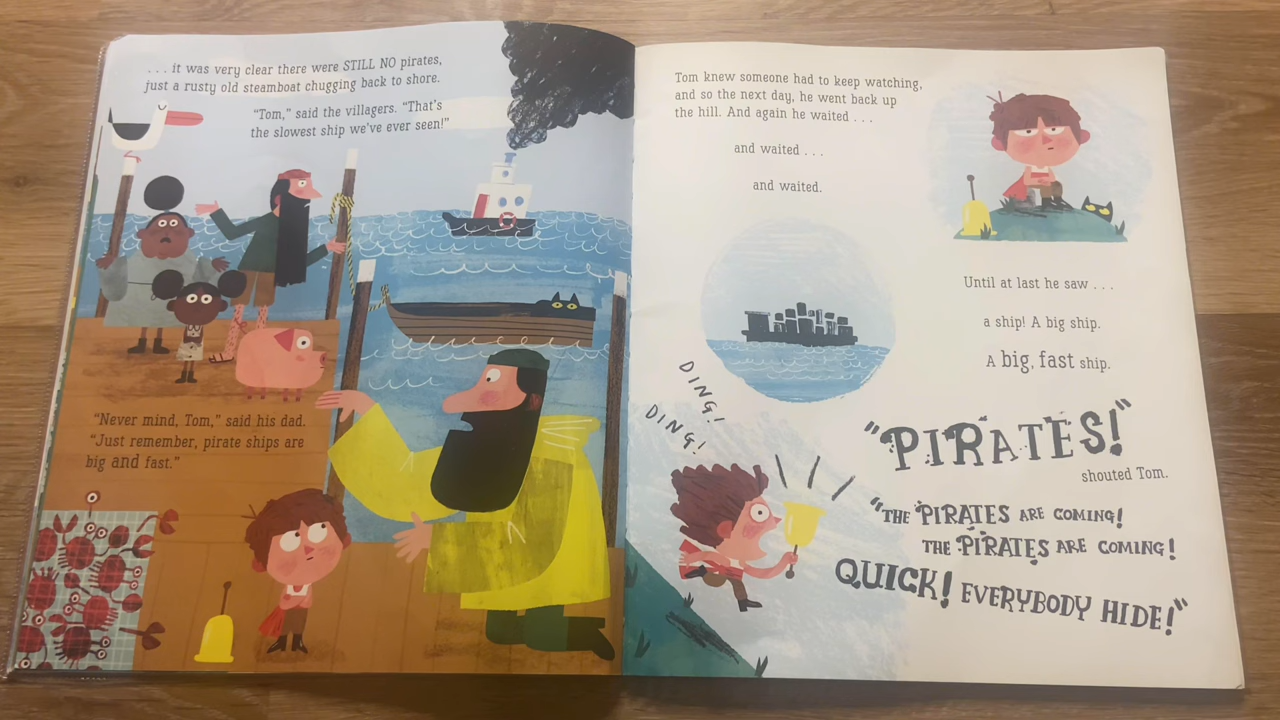 . . . it was very clear there were STILL NO pirates,
just a rusty old steamboat chugging back to shore.
“Tom,” said the villagers. “That’s
the slowest ship we’ve ever seen!”
“Never mind, Tom,” said his dad.
“Just remember, pirate ships are
big and fast.”
Tom knew someone had to keep watching,
and so the next day, he went back up
the hill. And again he waited . . .
and waited . . .
and waited.
Until at last he saw . . .
a ship! A big ship.
A big, fast ship.
DING!
DING!
“PIRATES!”
shouted Tom.
“THE PIRATES ARE COMING!
THE PIRATES ARE COMING!
QUICK! EVERYBODY HIDE!”